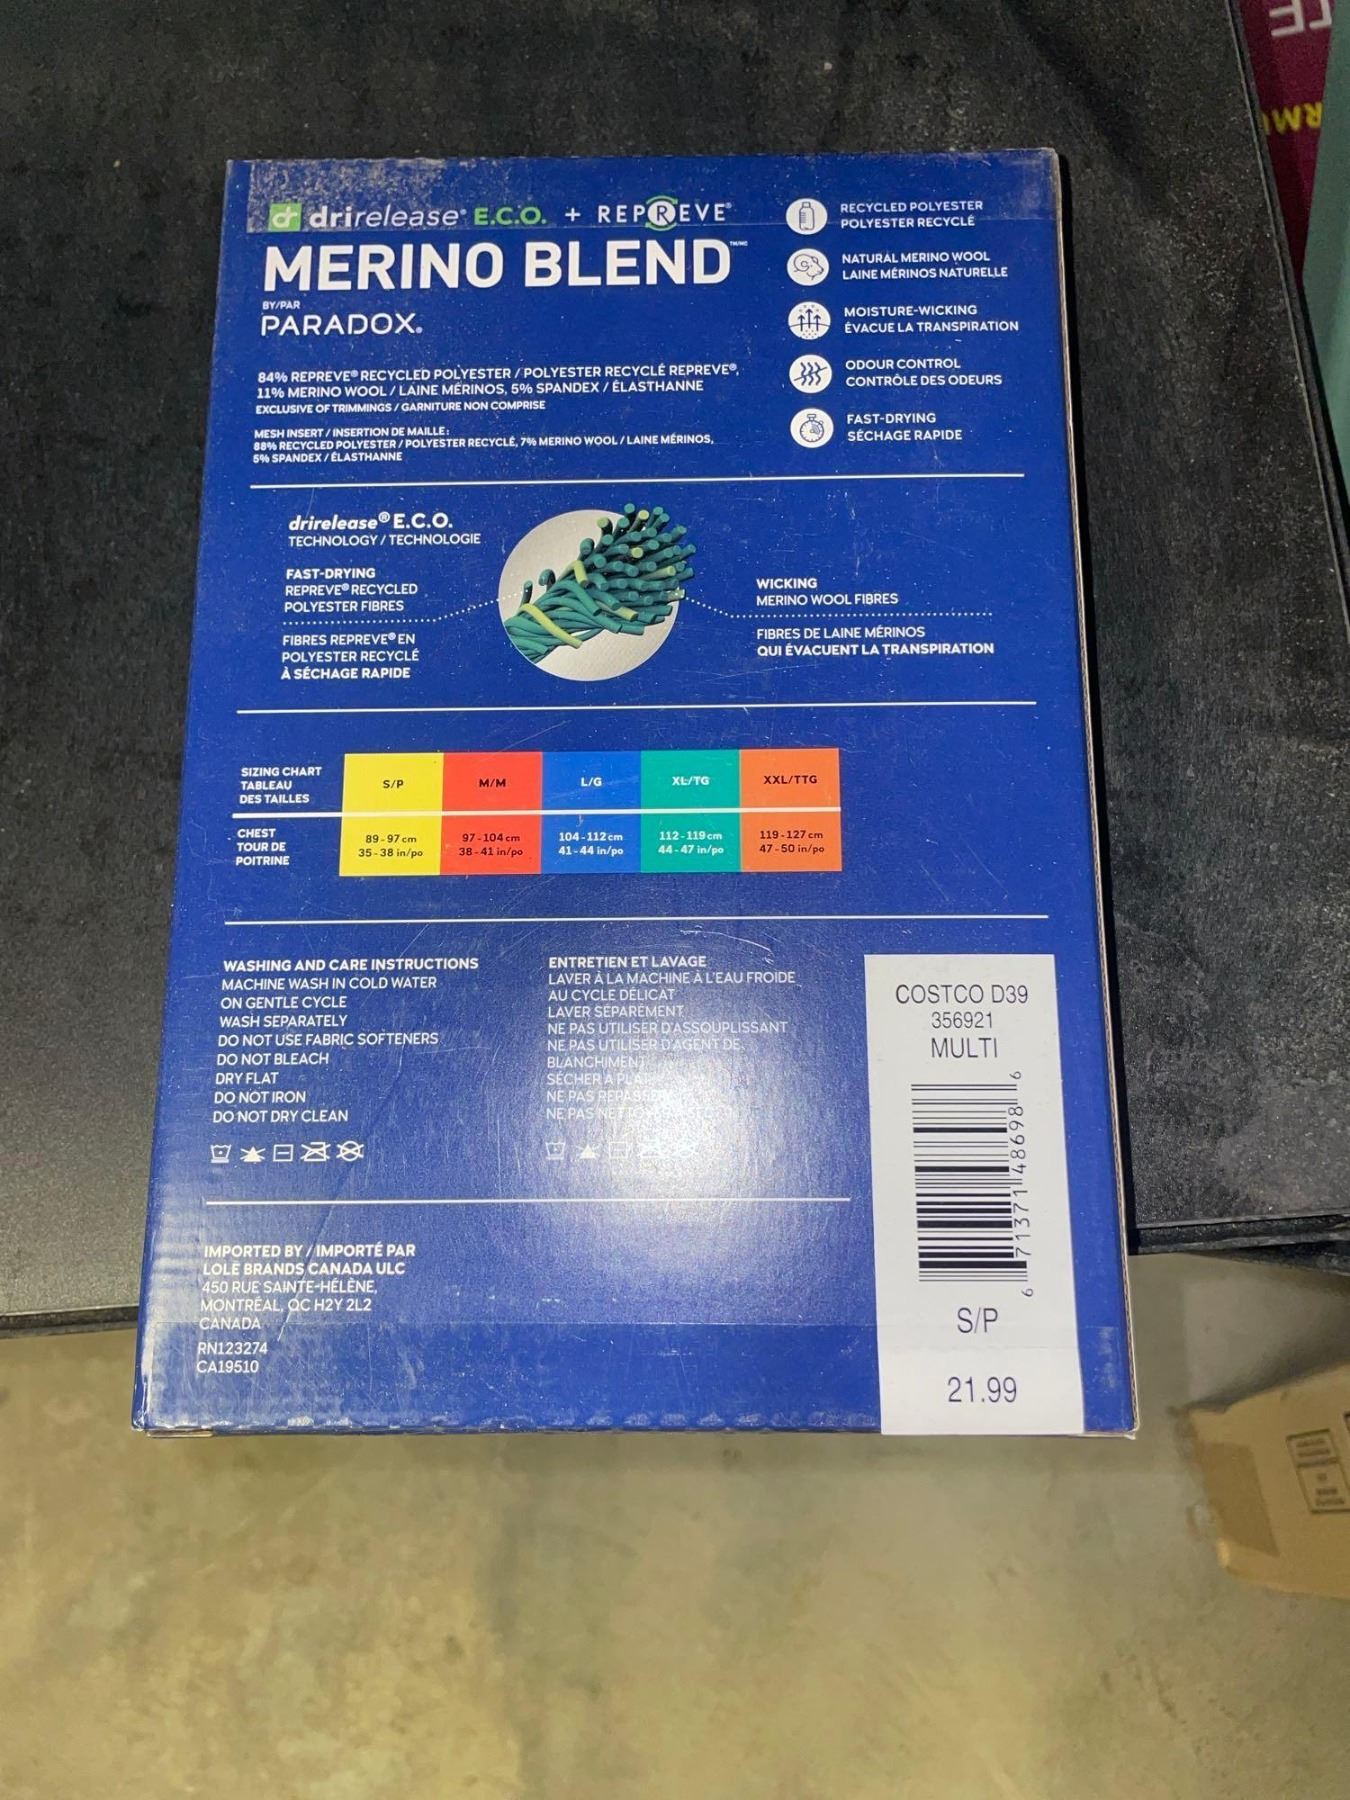 drirelease® E.C.O. + REPREVE®
MERINO BLEND™/MC
BY/PAR
PARADOX®
84% REPREVE® RECYCLED POLYESTER / POLYESTER RECYCLÉ REPREVE®,
11% MERINO WOOL / LAINE MÉRINOS, 5% SPANDEX / ÉLASTHANNE
EXCLUSIVE OF TRIMMINGS / GARNITURE NON COMPRISE
MESH INSERT / INSERTION DE MAILLE :
88% RECYCLED POLYESTER / POLYESTER RECYCLÉ, 7% MERINO WOOL / LAINE MÉRINOS,
5% SPANDEX / ÉLASTHANNE
RECYCLED POLYESTER
POLYESTER RECYCLÉ
NATURAL MERINO WOOL
LAINE MÉRINOS NATURELLE
MOISTURE-WICKING
ÉVACUE LA TRANSPIRATION
ODOUR CONTROL
CONTRÔLE DES ODEURS
FAST-DRYING
SÉCHAGE RAPIDE
drirelease® E.C.O.
TECHNOLOGY / TECHNOLOGIE
FAST-DRYING
REPREVE® RECYCLED
POLYESTER FIBRES
FIBRES REPREVE® EN
POLYESTER RECYCLÉ
À SÉCHAGE RAPIDE
WICKING
MERINO WOOL FIBRES
FIBRES DE LAINE MÉRINOS
QUI ÉVACUENT LA TRANSPIRATION
SIZING CHART
TABLEAU
DES TAILLES
S/P M/M L/G XL/TG XXL/TTG
CHEST
TOUR DE
POITRINE
89 - 97 cm 97 - 104 cm 104 - 112 cm 112 - 119 cm 119 - 127 cm
35 - 38 in/po 38 - 41 in/po 41 - 44 in/po 44 - 47 in/po 47 - 50 in/po
WASHING AND CARE INSTRUCTIONS
MACHINE WASH IN COLD WATER
ON GENTLE CYCLE
WASH SEPARATELY
DO NOT USE FABRIC SOFTENERS
DO NOT BLEACH
DRY FLAT
DO NOT IRON
DO NOT DRY CLEAN
ENTRETIEN ET LAVAGE
LAVER À LA MACHINE À L'EAU FROIDE
AU CYCLE DÉLICAT
LAVER SÉPARÉMENT
NE PAS UTILISER D'ASSOUPLISSANT
NE PAS UTILISER D'AGENT DE
BLANCHIMENT
SÉCHER À PLAT
NE PAS REPASSER
NE PAS NETTOYER À SEC
IMPORTED BY / IMPORTÉ PAR
LOLE BRANDS CANADA ULC
450 RUE SAINTE-HÉLÈNE,
MONTRÉAL, QC H2Y 2L2
CANADA
RN123274
CA19510
COSTCO D39
356921
MULTI
6 71371 48698 6
S/P
21.99